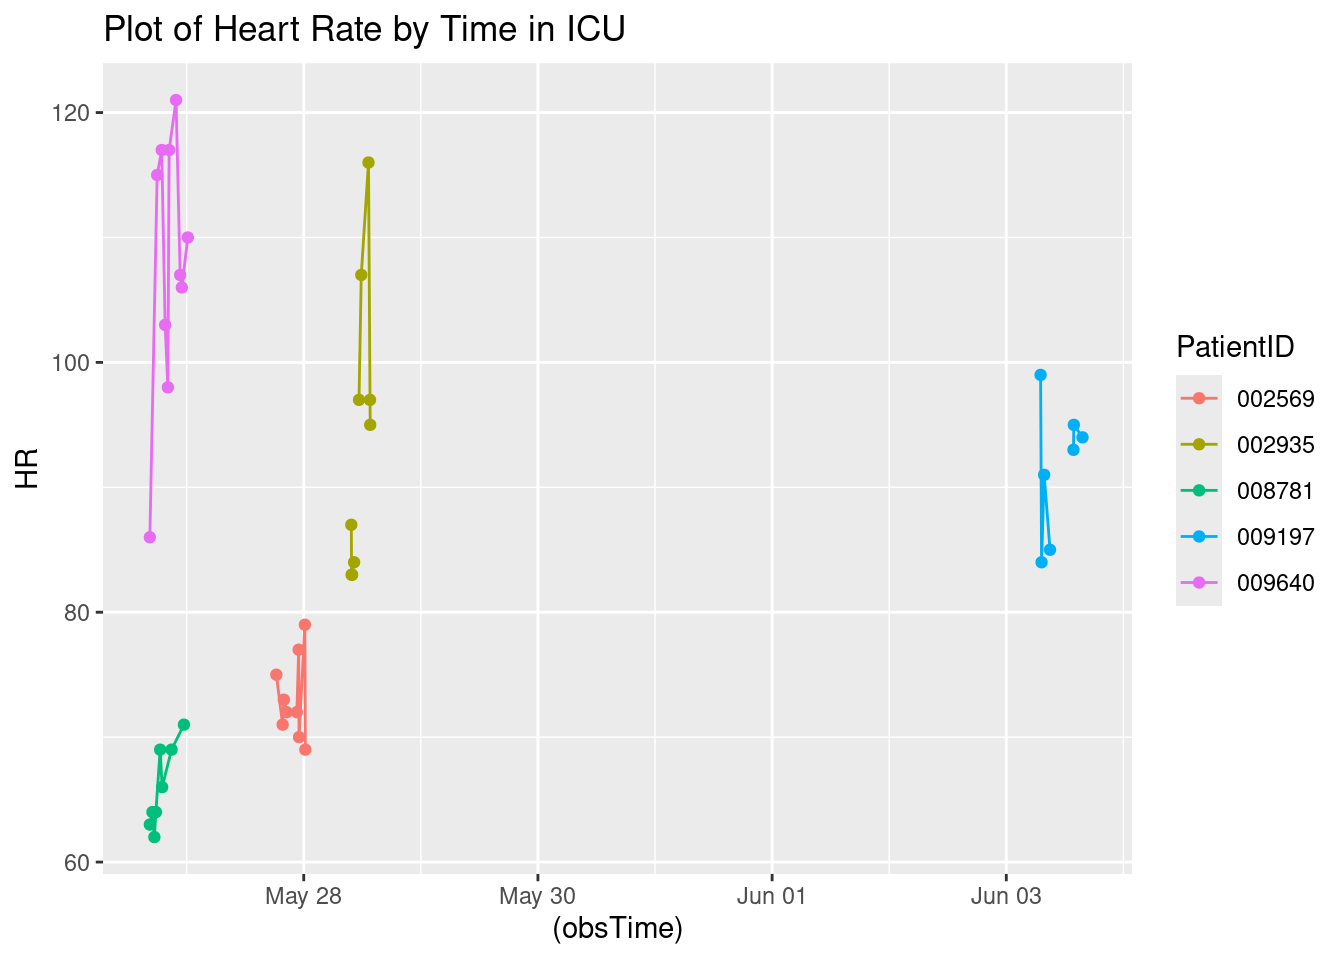 Plot of Heart Rate by Time in ICU
120
100
80
60
HR
May 28
May 30
Jun 01
Jun 03
(obsTime)
PatientID
002569
002935
008781
009197
009640